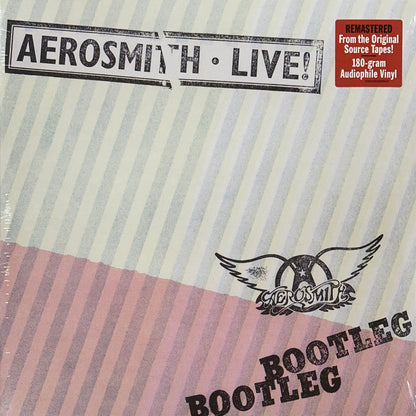 AEROSMITH · LIVE!
REMASTERED
From the Original
Source Tapes!
180-gram
Audiophile Vinyl
AEROSMITH
BOOTLEG
BOOTLEG